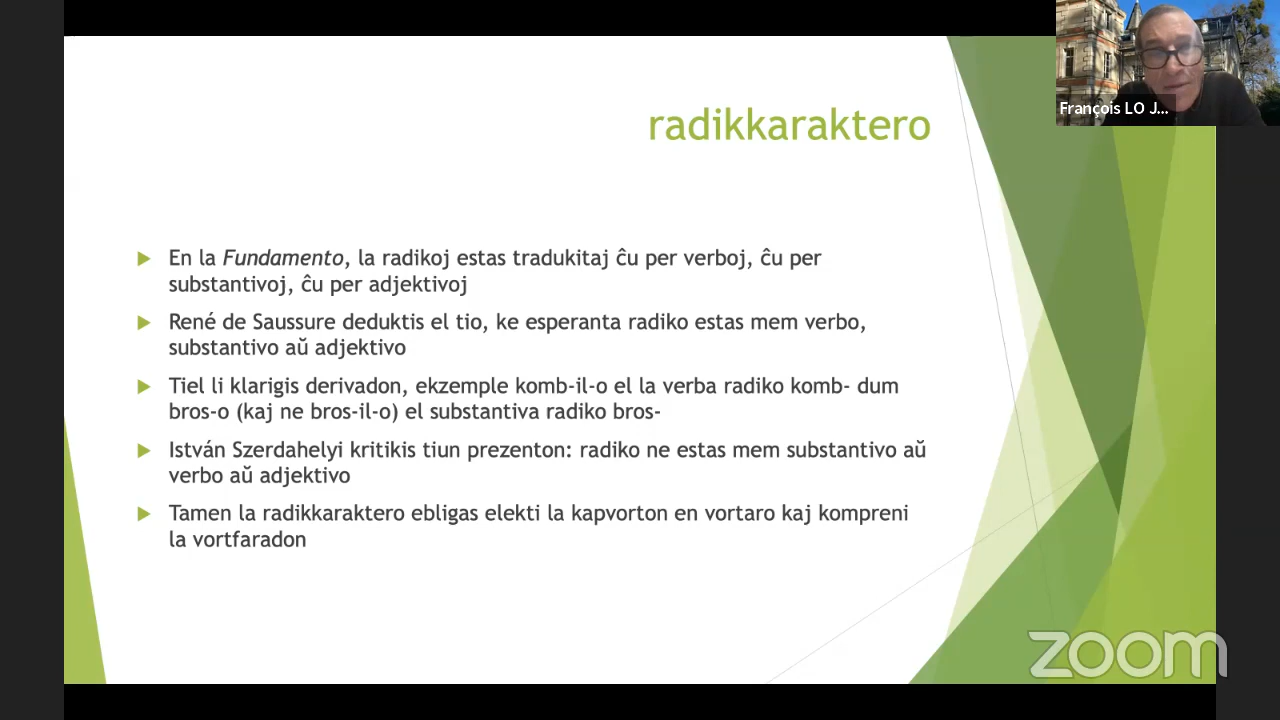 François LO J...
radikkaraktero
En la Fundamento, la radikoj estas tradukitaj ĉu per verboj, ĉu per
substantivoj, ĉu per adjektivoj
René de Saussure deduktis el tio, ke esperanta radiko estas mem verbo,
substantivo aŭ adjektivo
Tiel li klarigis derivadon, ekzemple komb-il-o el la verba radiko komb- dum
bros-o (kaj ne bros-il-o) el substantiva radiko bros-
István Szerdahelyi kritikis tiun prezenton: radiko ne estas mem substantivo aŭ
verbo aŭ adjektivo
Tamen la radikkaraktero ebligas elekti la kapvorton en vortaro kaj kompreni
la vortfaradon
zoom